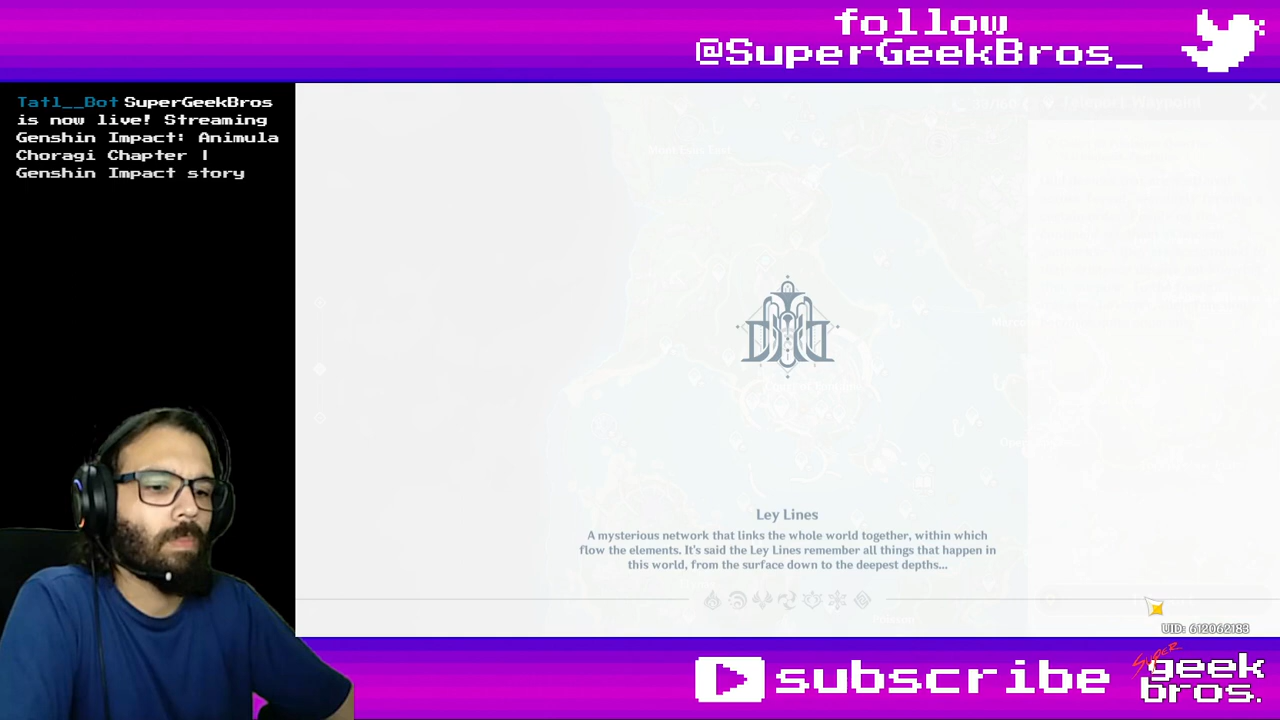 follow
@SuperGeekBros_
Tatl__Bot SuperGeekBros
is now live! Streaming
Genshin Impact: Animula
Choragi Chapter |
Genshin Impact story
Ley Lines
A mysterious network that links the whole world together, within which
flow the elements. It's said the Ley Lines remember all things that happen in
this world, from the surface down to the deepest depths...
UID: 612062183
subscribe
super
geek
bros.